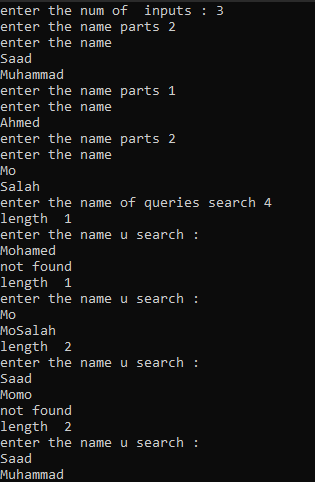 enter the num of  inputs : 3
enter the name parts 2
enter the name
Saad
Muhammad
enter the name parts 1
enter the name
Ahmed
enter the name parts 2
enter the name
Mo
Salah
enter the name of queries search 4
length  1
enter the name u search :
Mohamed
not found
length  1
enter the name u search :
Mo
MoSalah
length  2
enter the name u search :
Saad
Momo
not found
length  2
enter the name u search :
Saad
Muhammad